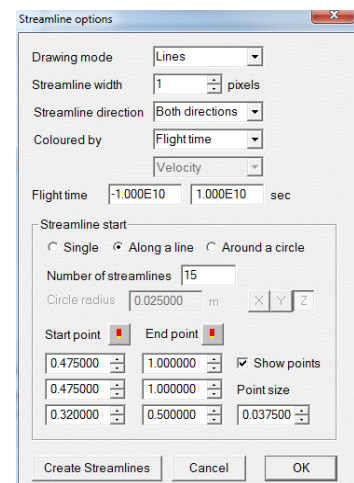 Streamline options
Drawing mode Lines
Streamline width 1 pixels
Streamline direction Both directions
Coloured by Flight time
Velocity
Flight time -1.000E10 1.000E10 sec
Streamline start
Single Along a line Around a circle
Number of streamlines 15
Circle radius 0.025000 m X Y Z
Start point End point
0.475000 1.000000 Show points
0.475000 1.000000 Point size
0.320000 0.500000 0.037500
Create Streamlines Cancel OK